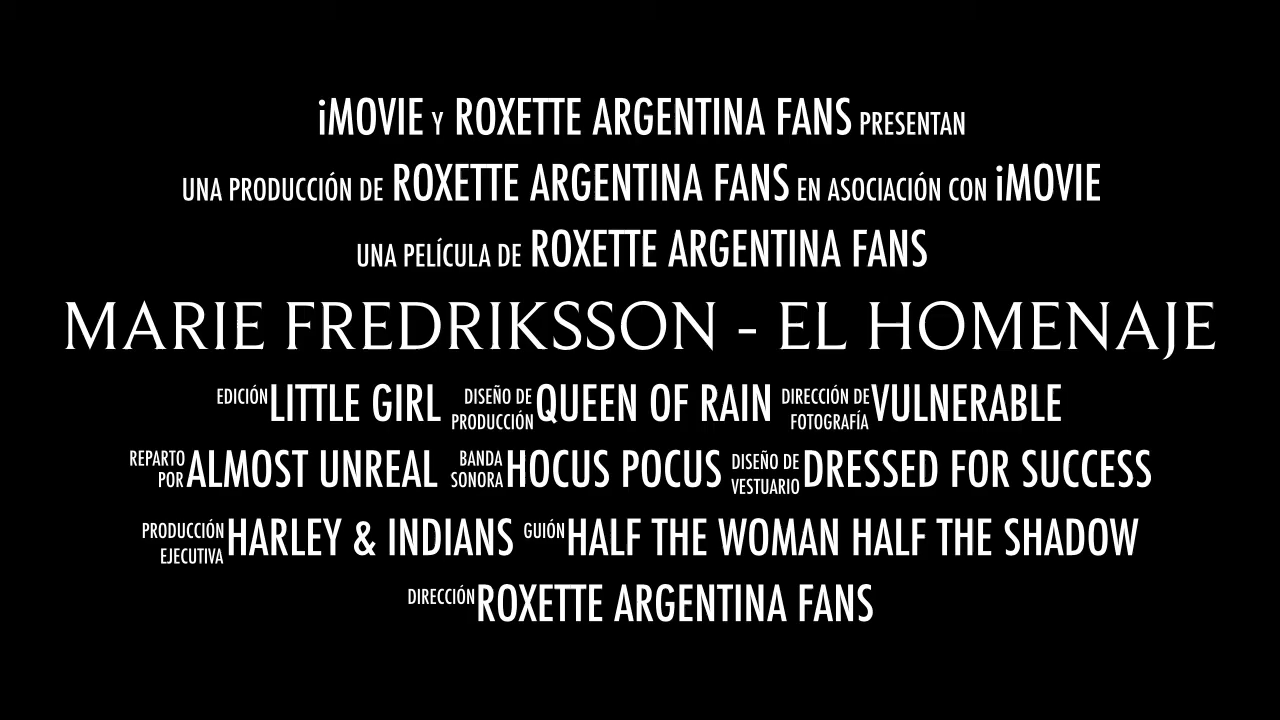 iMOVIE Y ROXETTE ARGENTINA FANS PRESENTAN
UNA PRODUCCIÓN DE ROXETTE ARGENTINA FANS EN ASOCIACIÓN CON iMOVIE
UNA PELÍCULA DE ROXETTE ARGENTINA FANS
MARIE FREDRIKSSON - EL HOMENAJE
EDICIÓN LITTLE GIRL DISEÑO DE PRODUCCIÓN QUEEN OF RAIN DIRECCIÓN DE FOTOGRAFÍA VULNERABLE
REPARTO POR ALMOST UNREAL BANDA SONORA HOCUS POCUS DISEÑO DE VESTUARIO DRESSED FOR SUCCESS
PRODUCCIÓN EJECUTIVA HARLEY & INDIANS GUIÓN HALF THE WOMAN HALF THE SHADOW
DIRECCIÓN ROXETTE ARGENTINA FANS